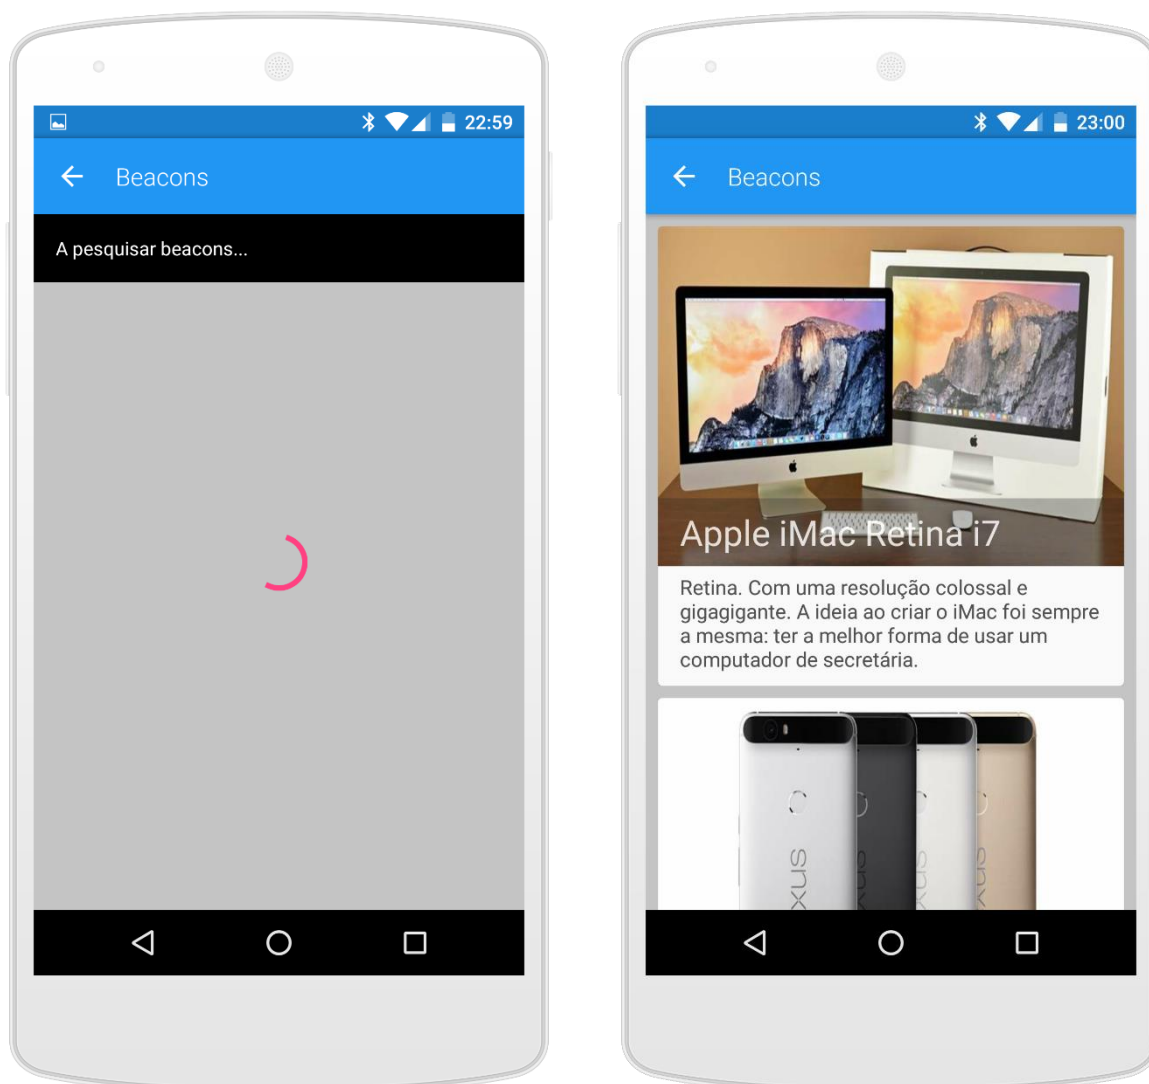 22:59
Beacons
A pesquisar beacons...
23:00
Beacons
Apple iMac Retina i7
Retina. Com uma resolução colossal e
gigagigante. A ideia ao criar o iMac foi sempre
a mesma: ter a melhor forma de usar um
computador de secretária.